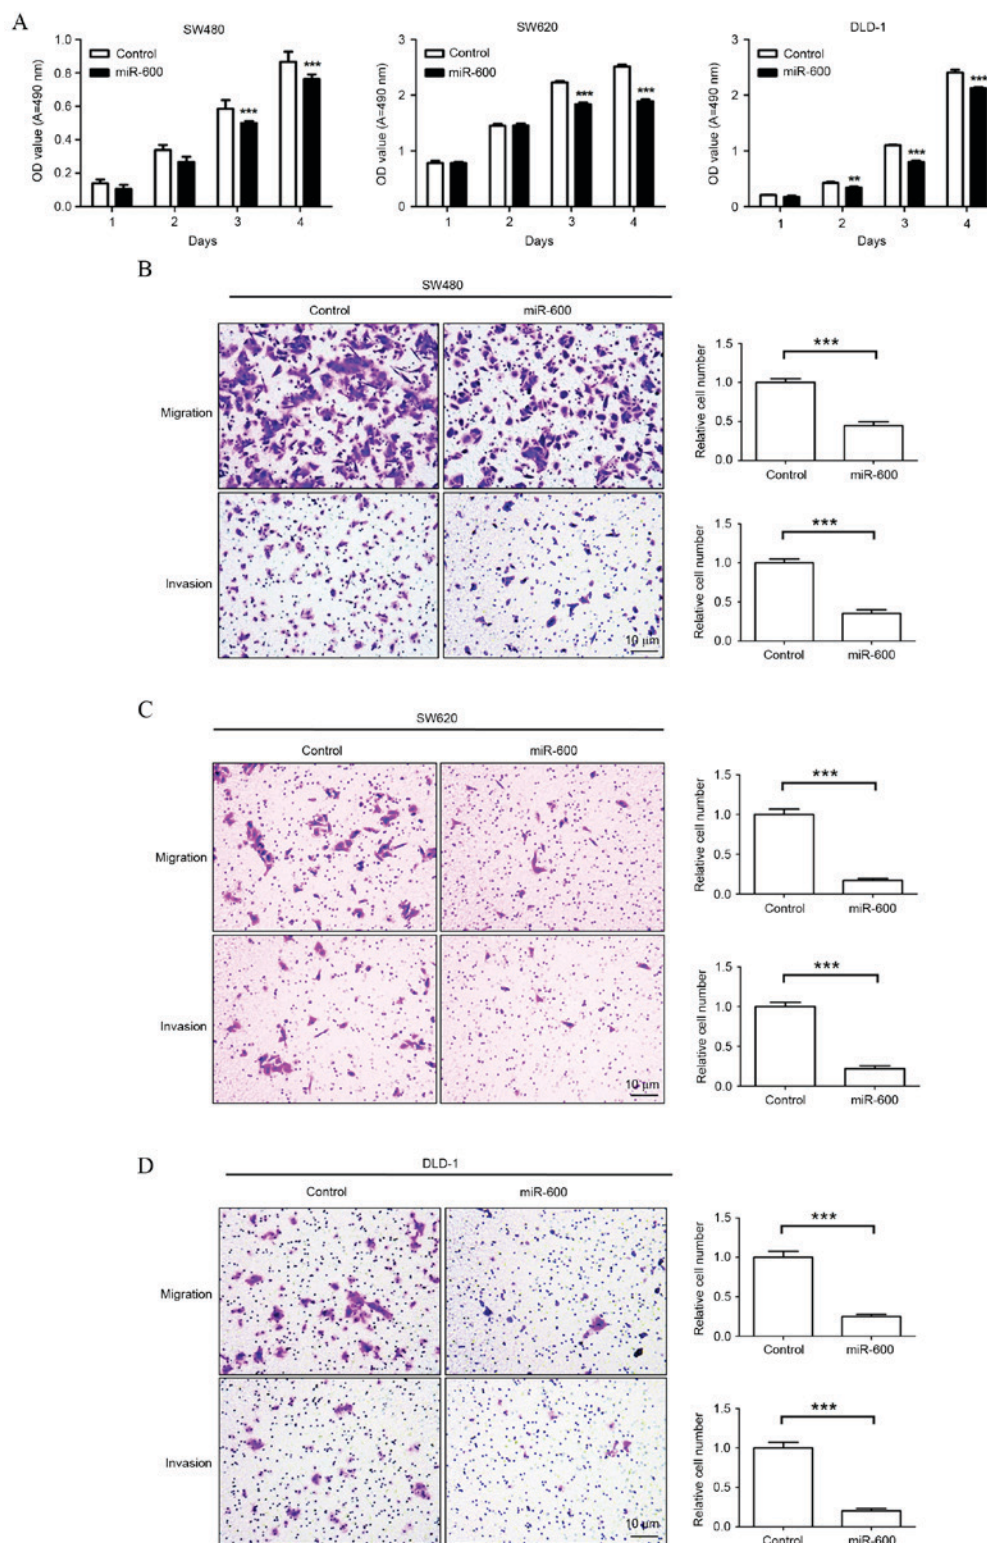 A
SW480
Control
miR-600
OD value (A=490 nm)
1.0
0.8
0.6
0.4
0.2
0.0
***
***
1 2 3 4
Days
SW620
Control
miR-600
OD value (A=490 nm)
3
2
1
0
***
***
1 2 3 4
Days
DLD-1
Control
miR-600
OD value (A=490 nm)
3
2
1
0
**
***
***
1 2 3 4
Days
B
SW480
Control miR-600
Migration
Relative cell number
1.5
1.0
0.5
0.0
***
Control miR-600
Invasion
10 μm
Relative cell number
1.5
1.0
0.5
0.0
***
Control miR-600
C
SW620
Control miR-600
Migration
Relative cell number
1.5
1.0
0.5
0.0
***
Control miR-600
Invasion
10 μm
Relative cell number
1.5
1.0
0.5
0.0
***
Control miR-600
D
DLD-1
Control miR-600
Migration
Relative cell number
1.5
1.0
0.5
0.0
***
Control miR-600
Invasion
10 μm
Relative cell number
1.5
1.0
0.5
0.0
***
Control miR-600